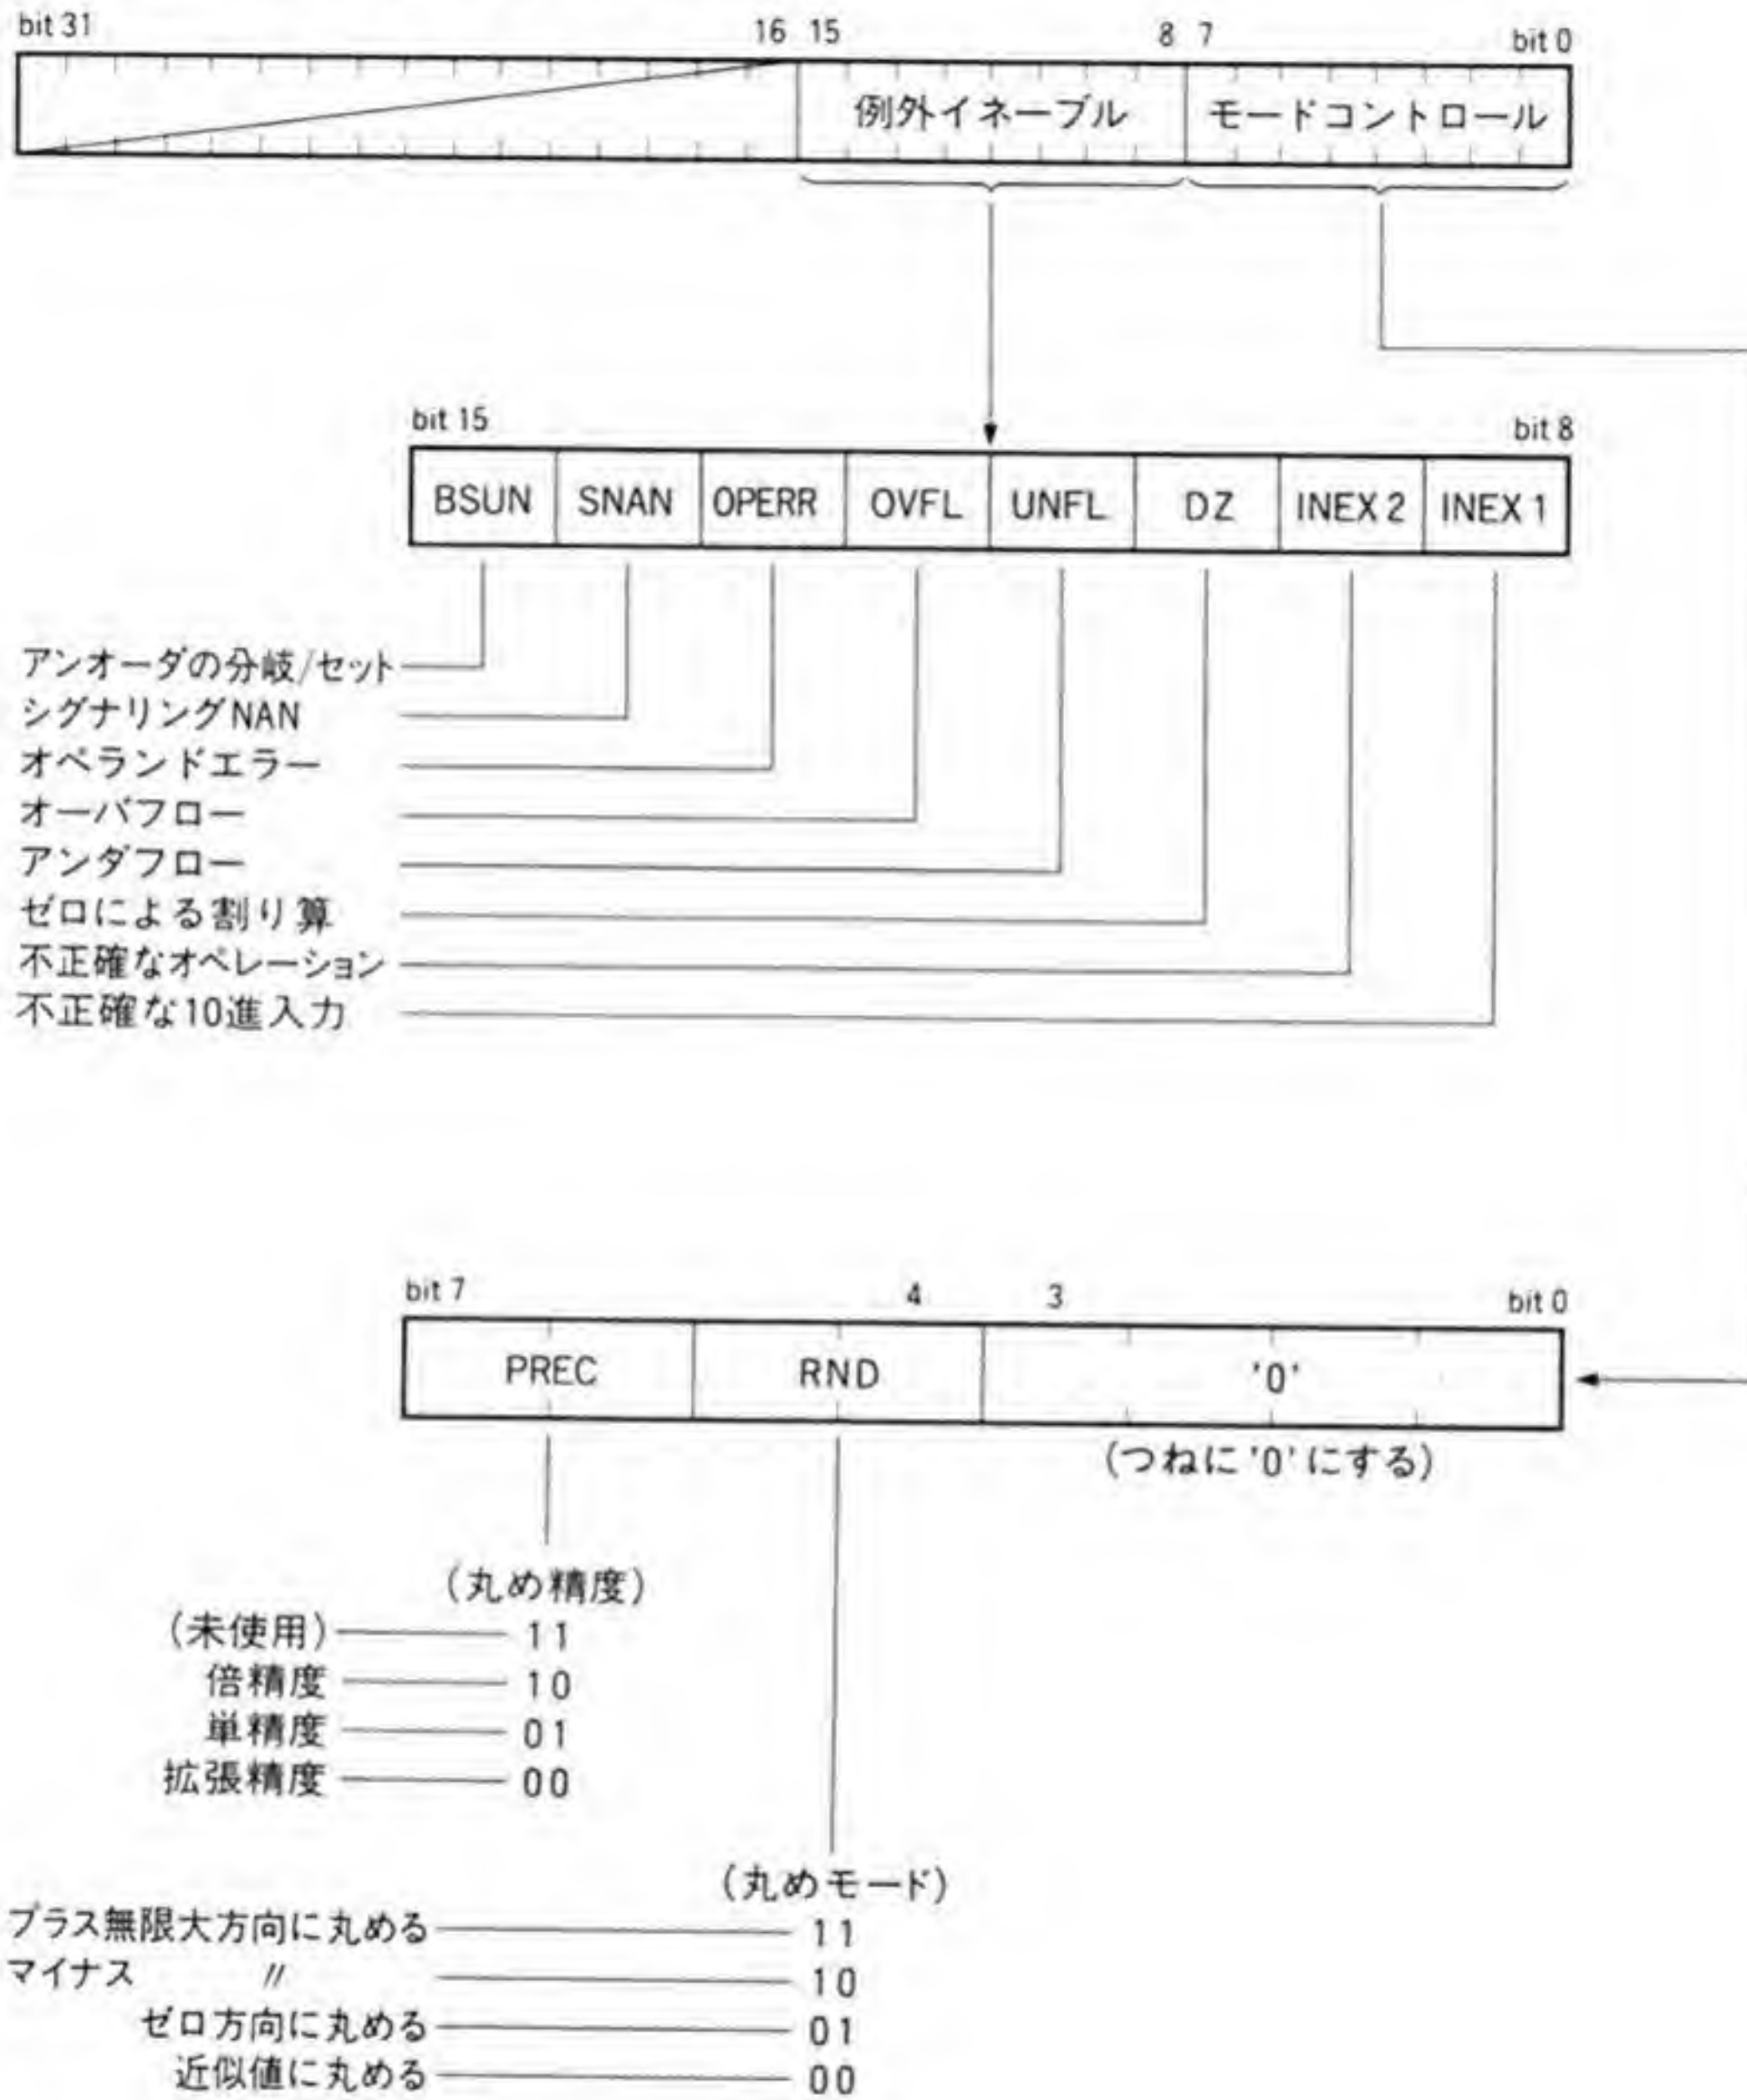 bit 31 16 15 8 7 bit 0
例外イネーブル モードコントロール
bit 15 bit 8
BSUN SNAN OPERR OVFL UNFL DZ INEX 2 INEX 1
アンオーダの分岐/セット
シグナリングNAN
オペランドエラー
オーバフロー
アンダフロー
ゼロによる割り算
不正確なオペレーション
不正確な10進入力
bit 7 4 3 bit 0
PREC RND '0'
(つねに'0'にする)
(丸め精度)
(未使用) 11
倍精度 10
単精度 01
拡張精度 00
(丸めモード)
プラス無限大方向に丸める 11
マイナス 〃 10
ゼロ方向に丸める 01
近似値に丸める 00